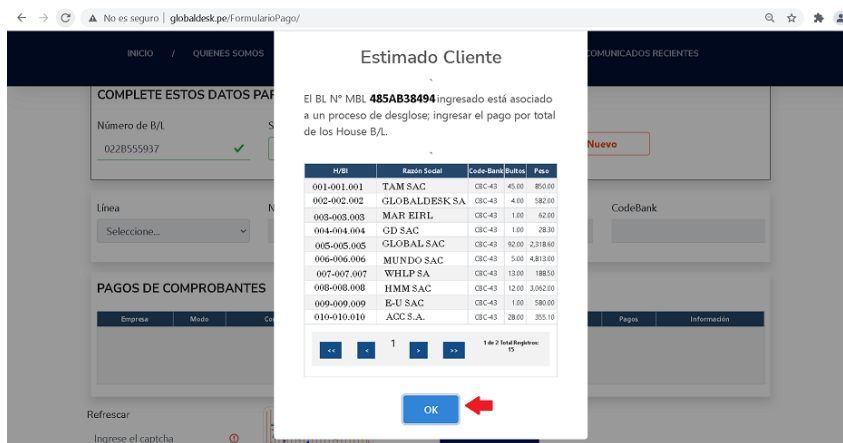 No es seguro | globaldesk.pe/FormularioPago/
INICIO / QUIENES SOMOS
COMUNICADOS RECIENTES
COMPLETE ESTOS DATOS PAR
Número de B/L
S
022B555937
Nuevo
Línea
N
CodeBank
Seleccione...
PAGOS DE COMPROBANTES
Empresa Modo Co Pagos Información
Refrescar
Ingrese el captcha
Estimado Cliente
El BL Nº MBL 485AB38494 ingresado está asociado
a un proceso de desglose; ingresar el pago por total
de los House B/L.
H/Bl Razón Social Code-Bank Bultos Peso
001-001.001 TAM SAC CBC-43 45.00 850.00
002-002.002 GLOBALDESK SA CBC-43 4.00 582.00
003-003.003 MAR EIRL CBC-43 1.00 62.00
004-004.004 GD SAC CBC-43 1.00 28.30
005-005.005 GLOBAL SAC CBC-43 92.00 2,318.60
006-006.006 MUNDO SAC CBC-43 5.00 4,813.00
007-007.007 WHLP SA CBC-43 13.00 188.50
008-008.008 HMM SAC CBC-43 12.00 3,062.00
009-009.009 E-U SAC CBC-43 1.00 580.00
010-010.010 ACC S.A. CBC-43 28.00 355.10
<< < 1 > >> 1 de 2 Total Registros:
15
OK